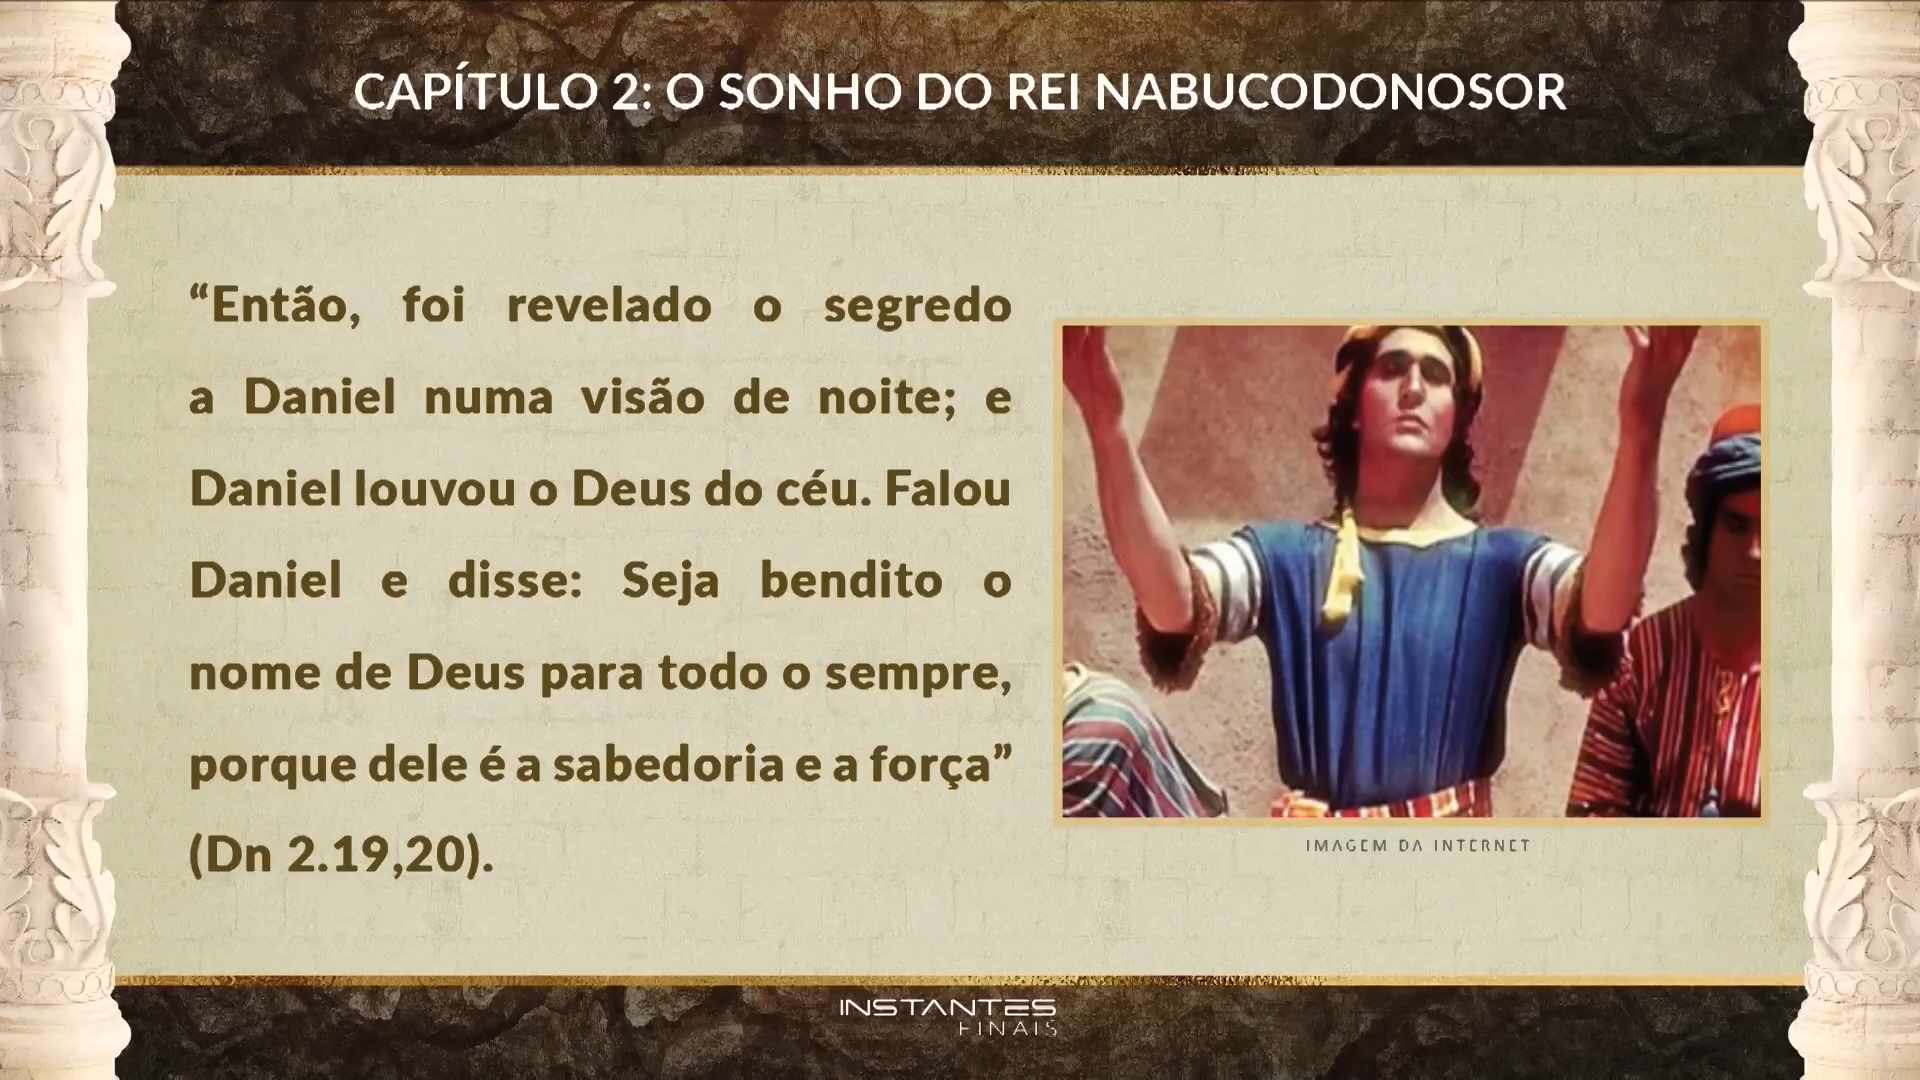 CAPÍTULO 2: O SONHO DO REI NABUCODONOSOR
“Então, foi revelado o segredo
a Daniel numa visão de noite; e
Daniel louvou o Deus do céu. Falou
Daniel e disse: Seja bendito o
nome de Deus para todo o sempre,
porque dele é a sabedoria e a força”
(Dn 2.19,20).
IMAGEM DA INTERNET
INSTANTES
FINAIS